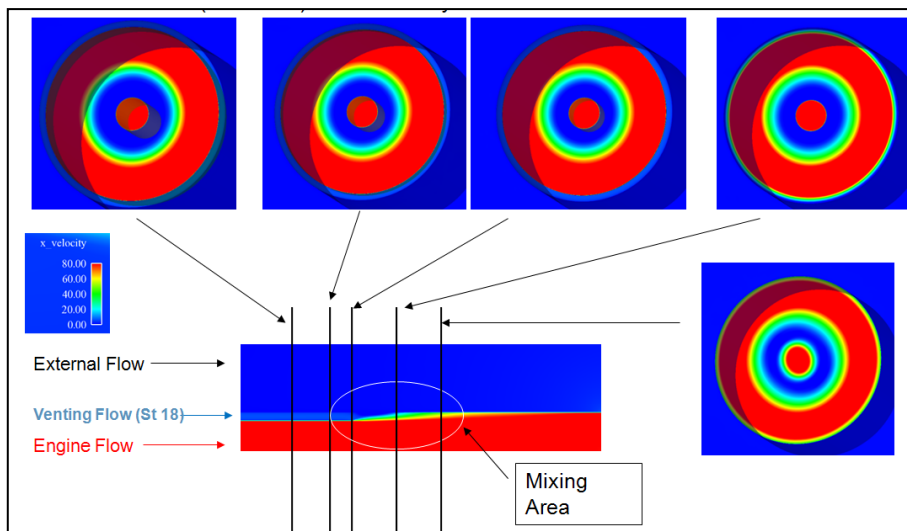 x_velocity
80.00
60.00
40.00
20.00
0.00
External Flow
Venting Flow (St 18)
Engine Flow
Mixing
Area